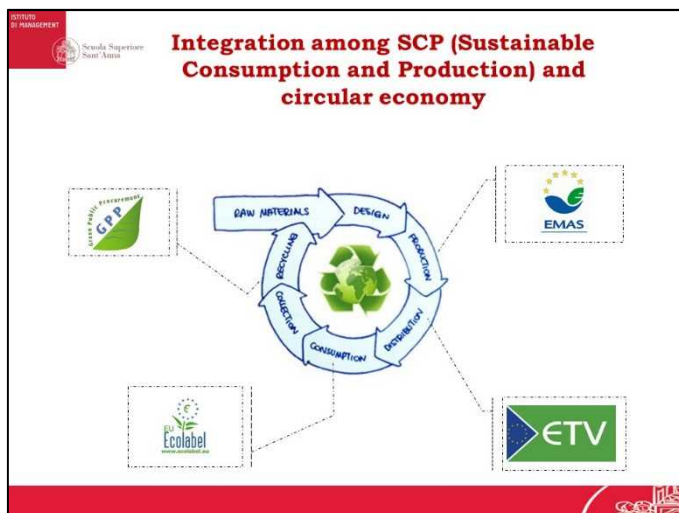 ISTITUTO
DI MANAGEMENT
Scuola Superiore
Sant'Anna
Integration among SCP (Sustainable
Consumption and Production) and
circular economy
Green Public Procurement
GPP
RAW MATERIALS
DESIGN
PRODUCTION
DISTRIBUTION
CONSUMPTION
COLLECTION
RECYCLING
EMAS
EU
Ecolabel
www.ecolabel.eu
ETV